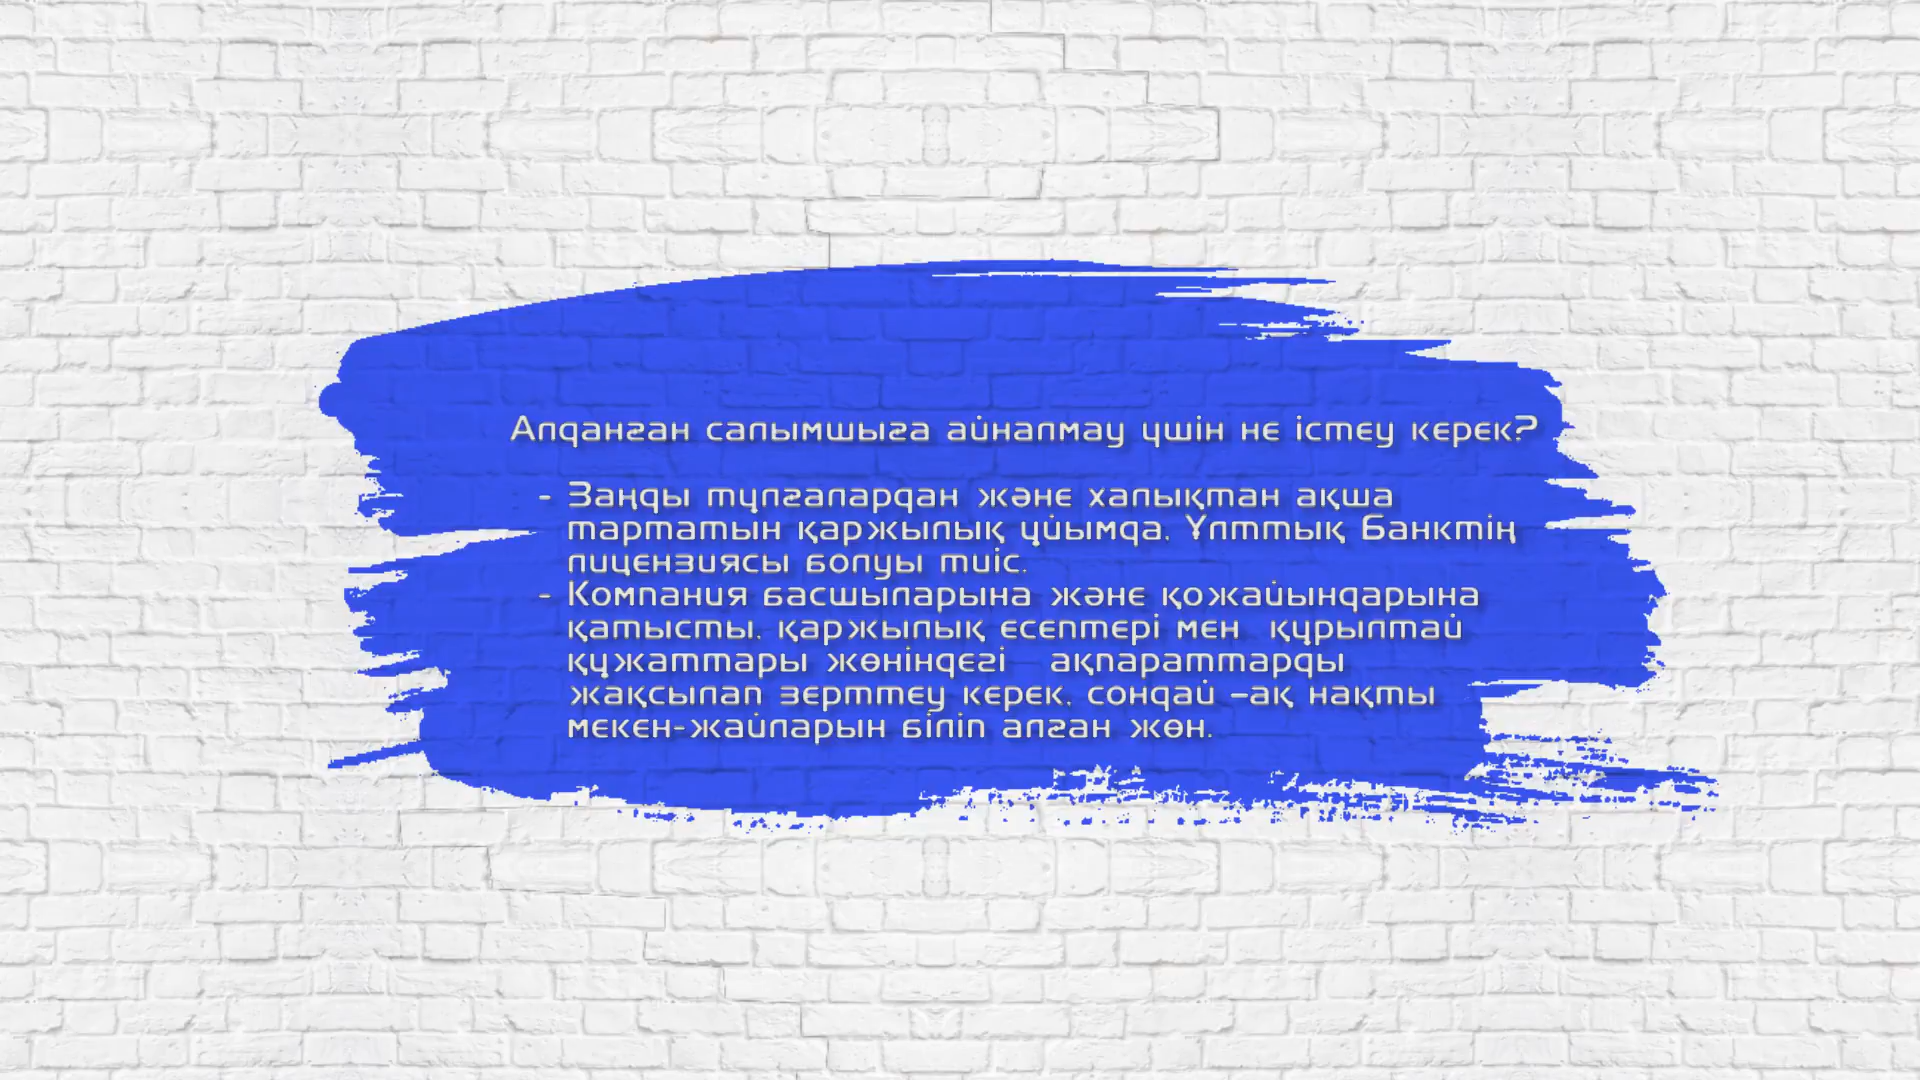 Алданған салымшыға айналмау үшін не істеу керек?
- Заңды тұлғалардан және халықтан ақша
тартатын қаржылық ұйымда, Ұлттық Банктің
лицензиясы болуы тиіс.
- Компания басшыларына және қожайындарына
қатысты, қаржылық есептері мен құрылтай
құжаттары жөніндегі ақпараттарды
жақсылап зерттеу керек, сондай –ақ нақты
мекен-жайларын біліп алған жөн.